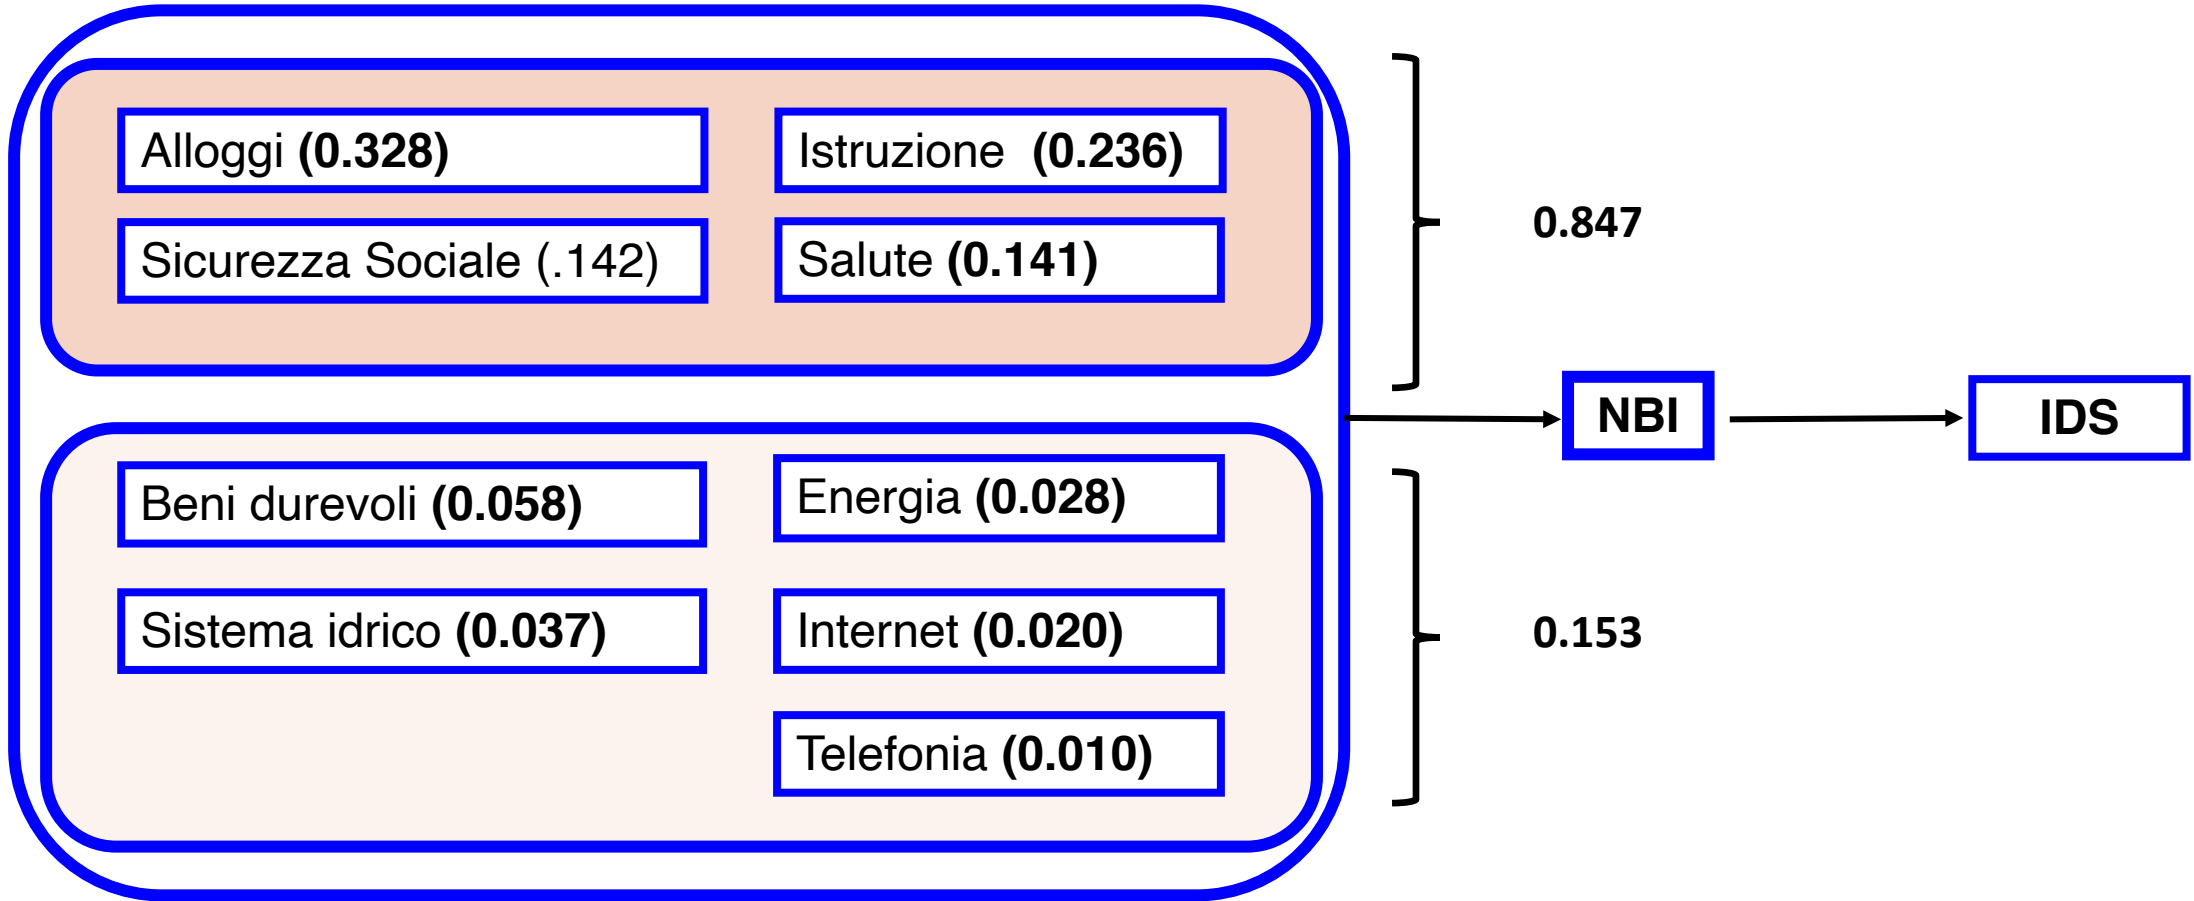 Alloggi (0.328)
Istruzione (0.236)
Sicurezza Sociale (.142)
Salute (0.141)
0.847
NBI
IDS
Beni durevoli (0.058)
Energia (0.028)
Sistema idrico (0.037)
Internet (0.020)
0.153
Telefonia (0.010)